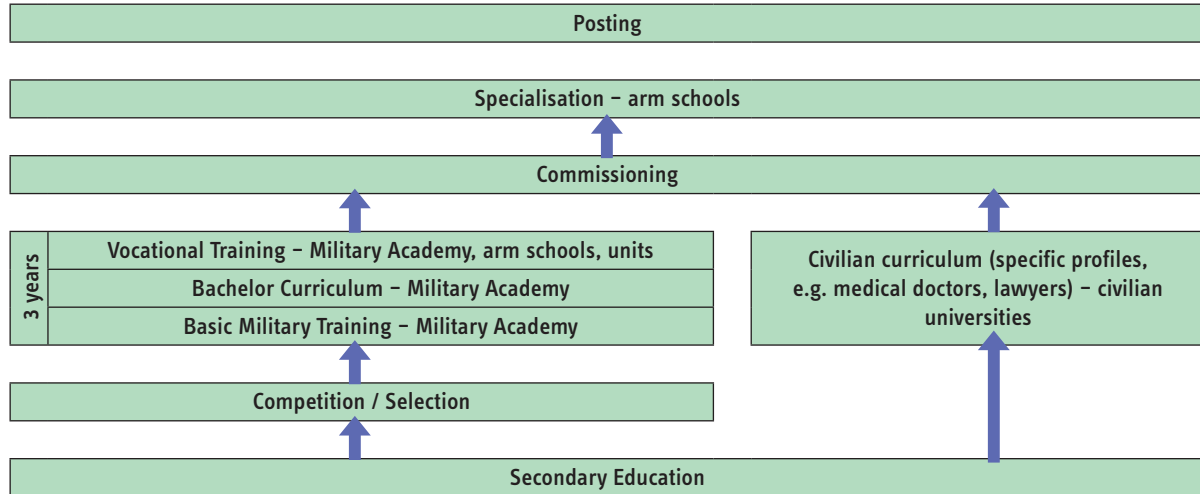 Posting
Specialisation – arm schools
Commissioning
3 years
Vocational Training – Military Academy, arm schools, units
Bachelor Curriculum – Military Academy
Basic Military Training – Military Academy
Civilian curriculum (specific profiles,
e.g. medical doctors, lawyers) – civilian
universities
Competition / Selection
Secondary Education